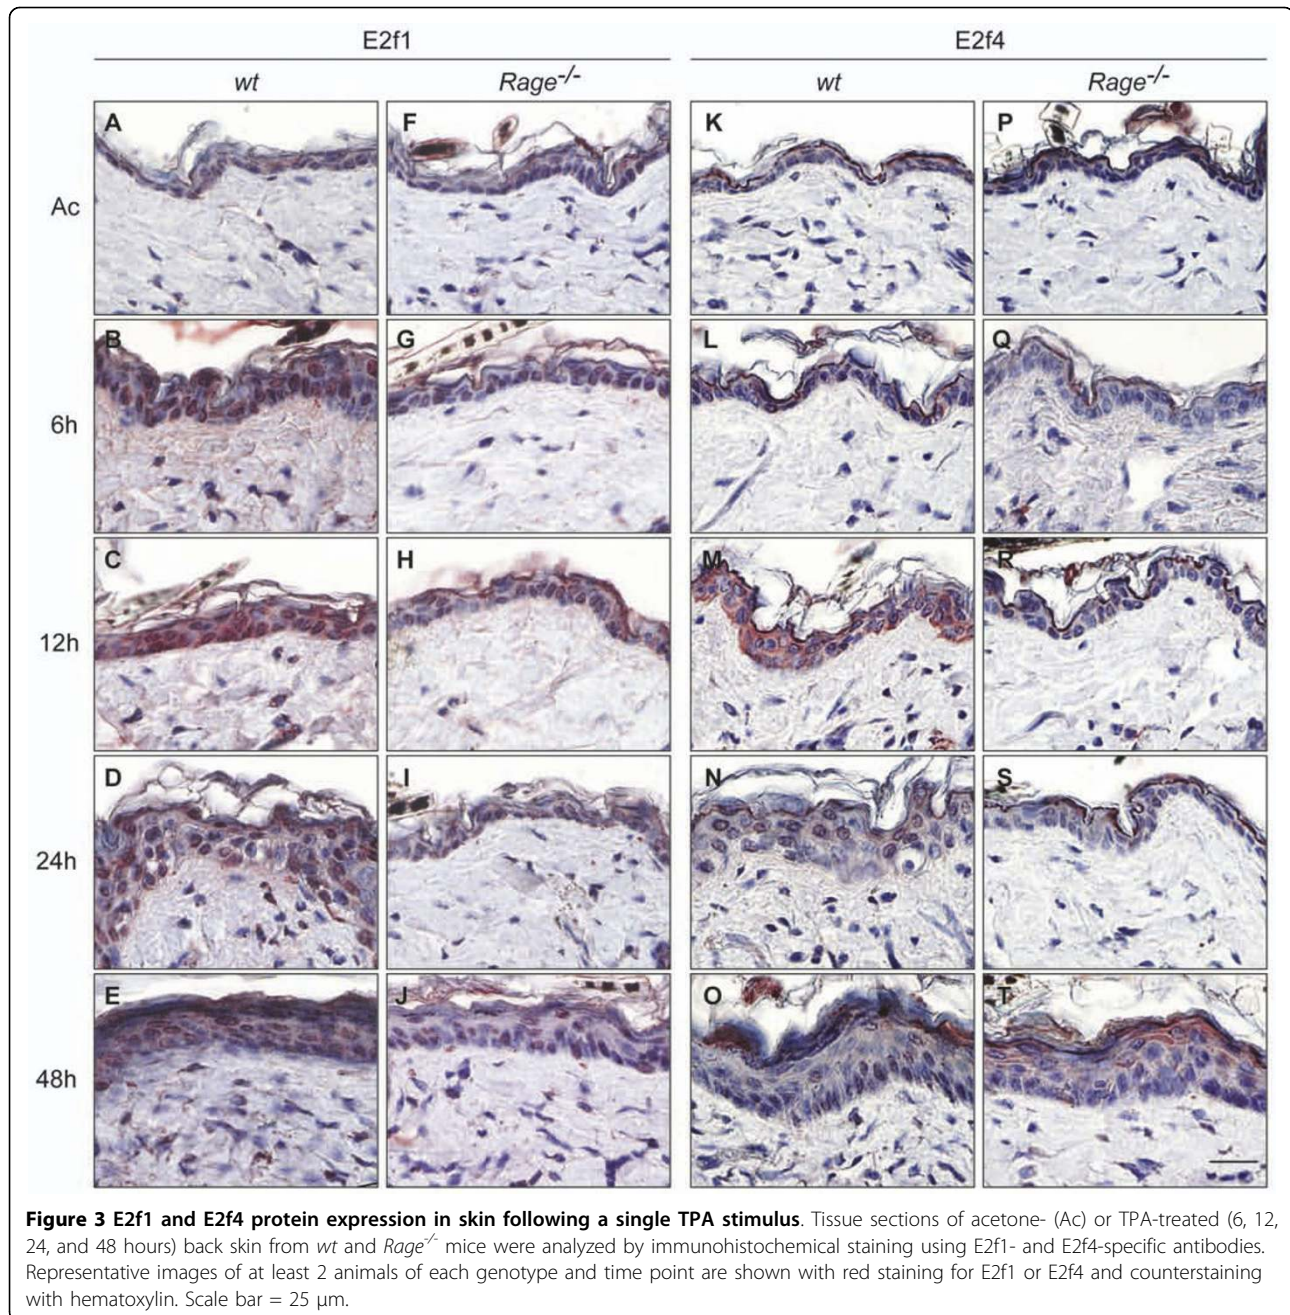 E2f1 E2f4
wt Rage-/- wt Rage-/-
Ac A F K P
6h B G L Q
12h C H M R
24h D I N S
48h E J O T
Figure 3 E2f1 and E2f4 protein expression in skin following a single TPA stimulus. Tissue sections of acetone- (Ac) or TPA-treated (6, 12,
24, and 48 hours) back skin from wt and Rage-/- mice were analyzed by immunohistochemical staining using E2f1- and E2f4-specific antibodies.
Representative images of at least 2 animals of each genotype and time point are shown with red staining for E2f1 or E2f4 and counterstaining
with hematoxylin. Scale bar = 25 μm.